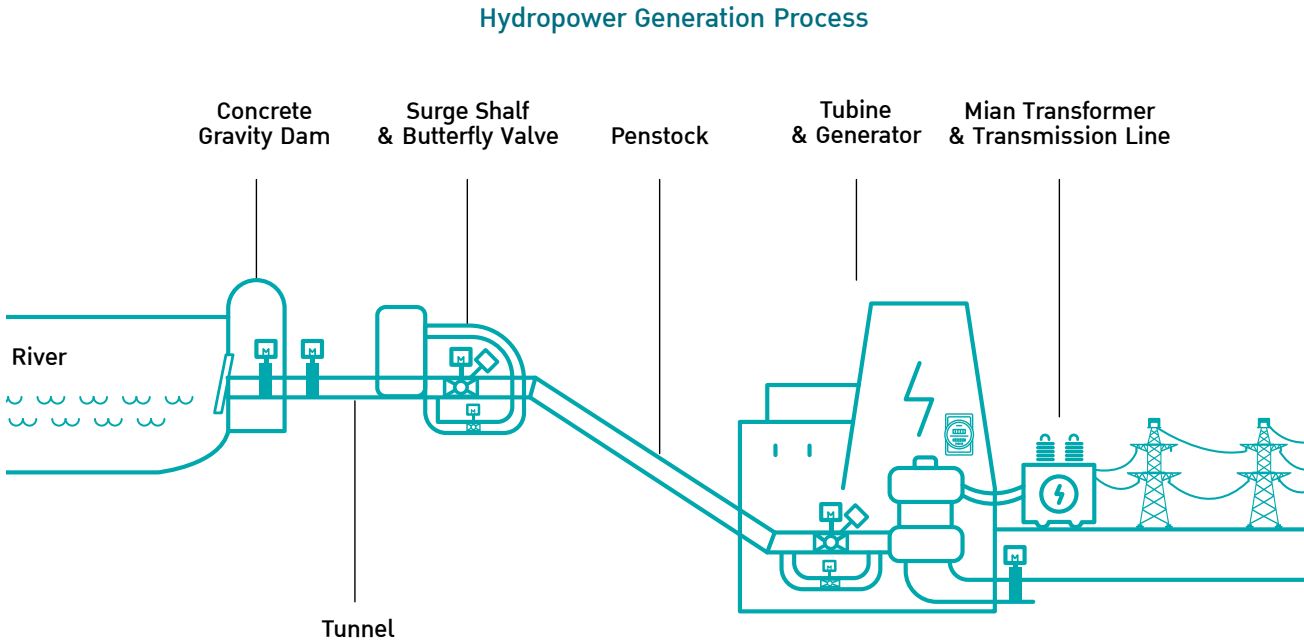 Hydropower Generation Process
Concrete
Gravity Dam
Surge Shalf
& Butterfly Valve
Penstock
Tubine
& Generator
Mian Transformer
& Transmission Line
River
M
M
M
M
M
M
M
Tunnel